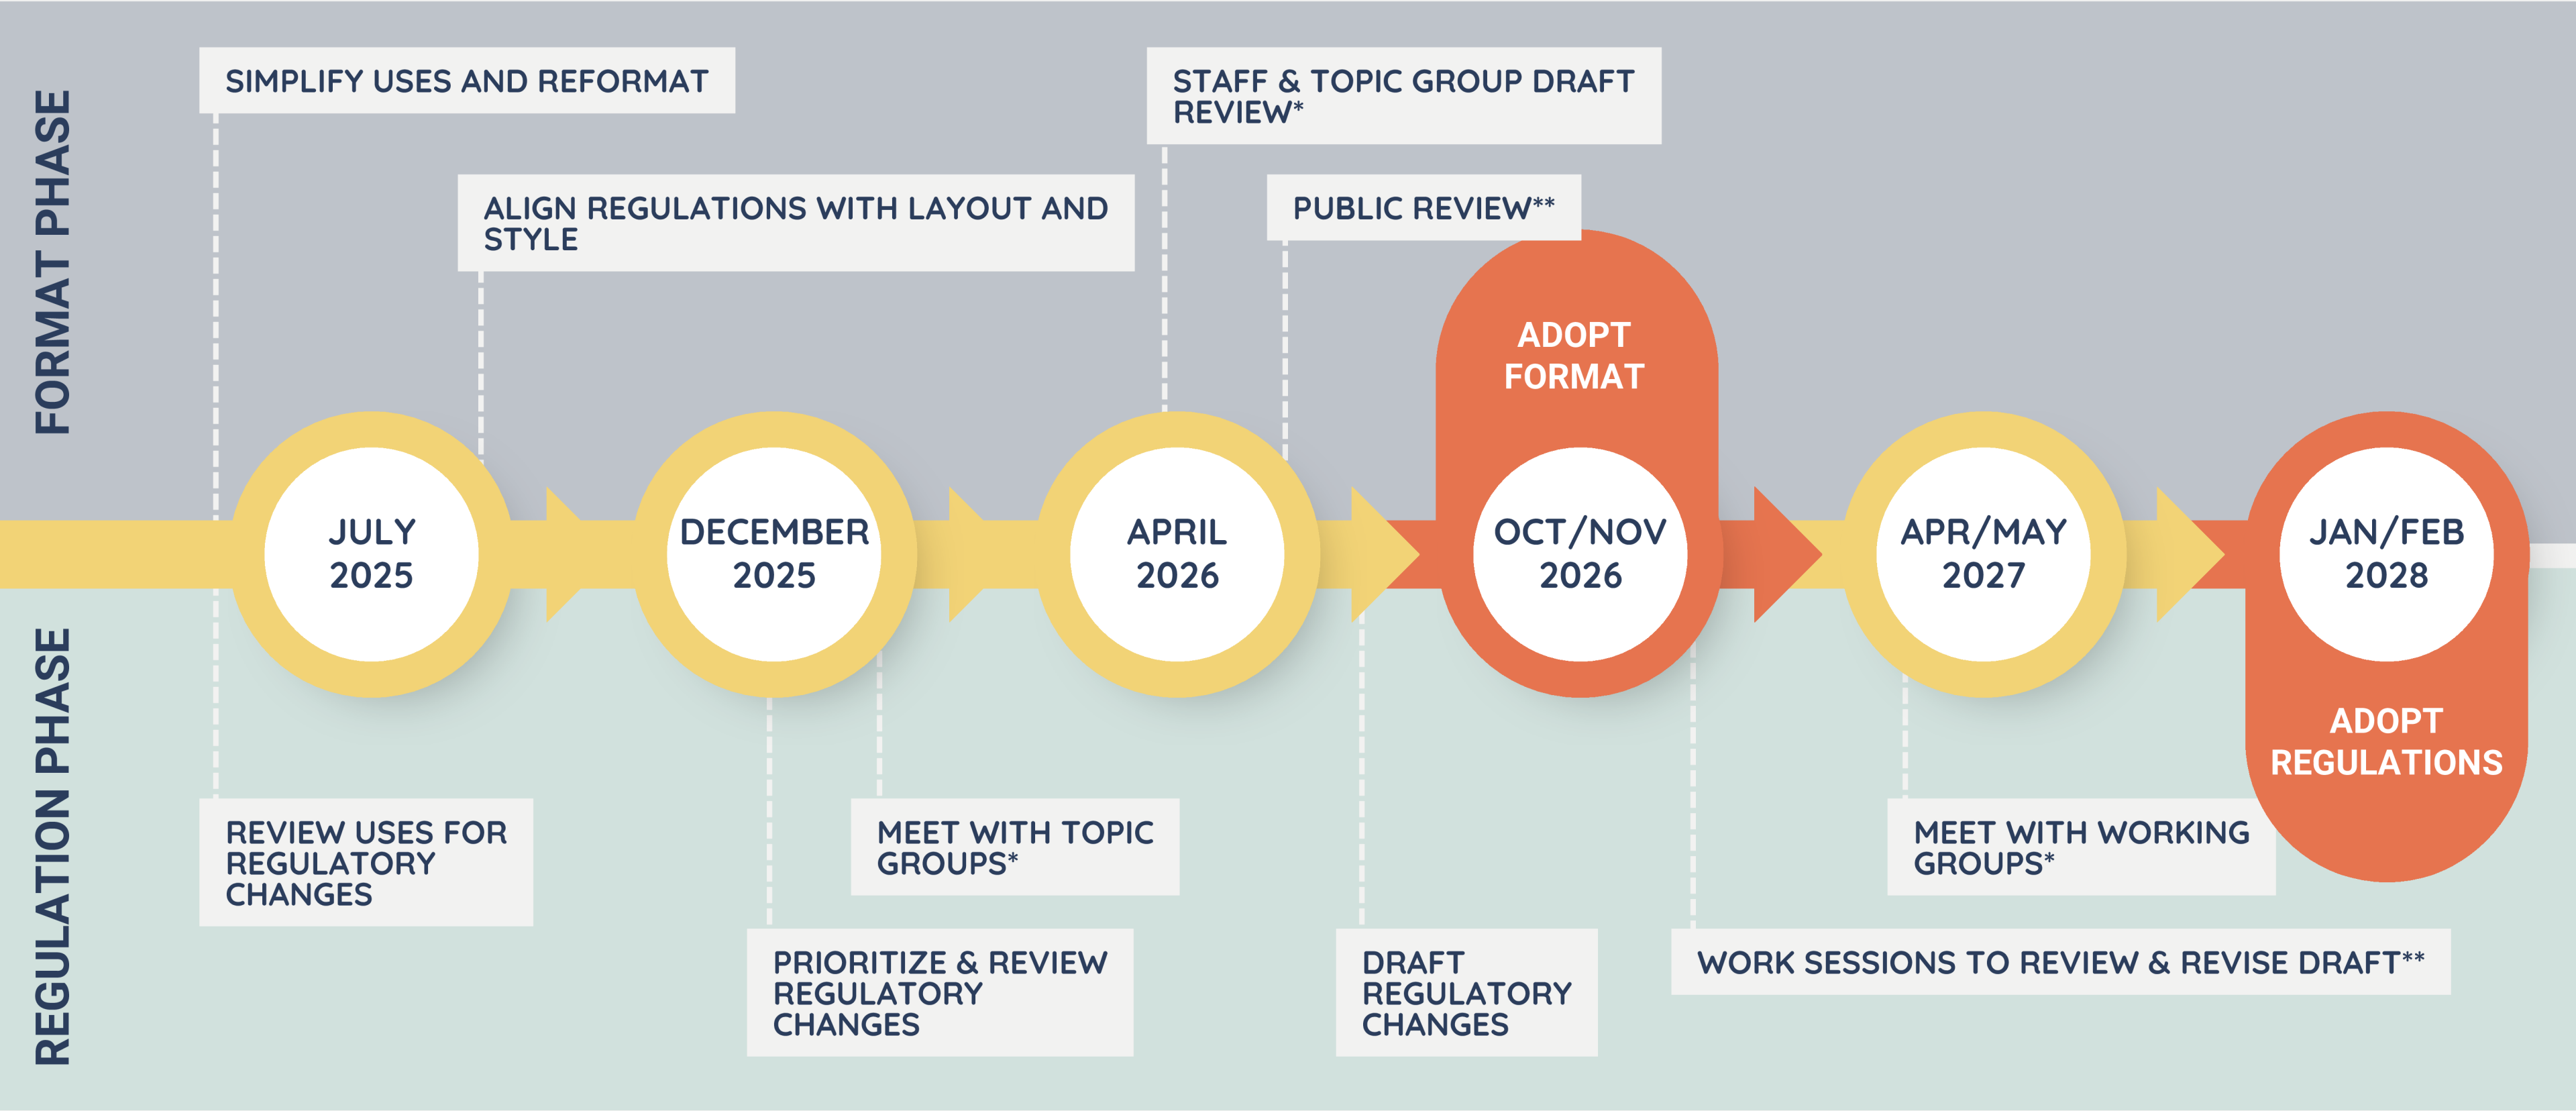 FORMAT PHASE
SIMPLIFY USES AND REFORMAT
STAFF & TOPIC GROUP DRAFT
REVIEW*
ALIGN REGULATIONS WITH LAYOUT AND
STYLE
PUBLIC REVIEW**
ADOPT
FORMAT
JULY
2025
DECEMBER
2025
APRIL
2026
OCT/NOV
2026
APR/MAY
2027
JAN/FEB
2028
ADOPT
REGULATIONS
REGULATION PHASE
REVIEW USES FOR
REGULATORY
CHANGES
MEET WITH TOPIC
GROUPS*
MEET WITH WORKING
GROUPS*
PRIORITIZE & REVIEW
REGULATORY
CHANGES
DRAFT
REGULATORY
CHANGES
WORK SESSIONS TO REVIEW & REVISE DRAFT**